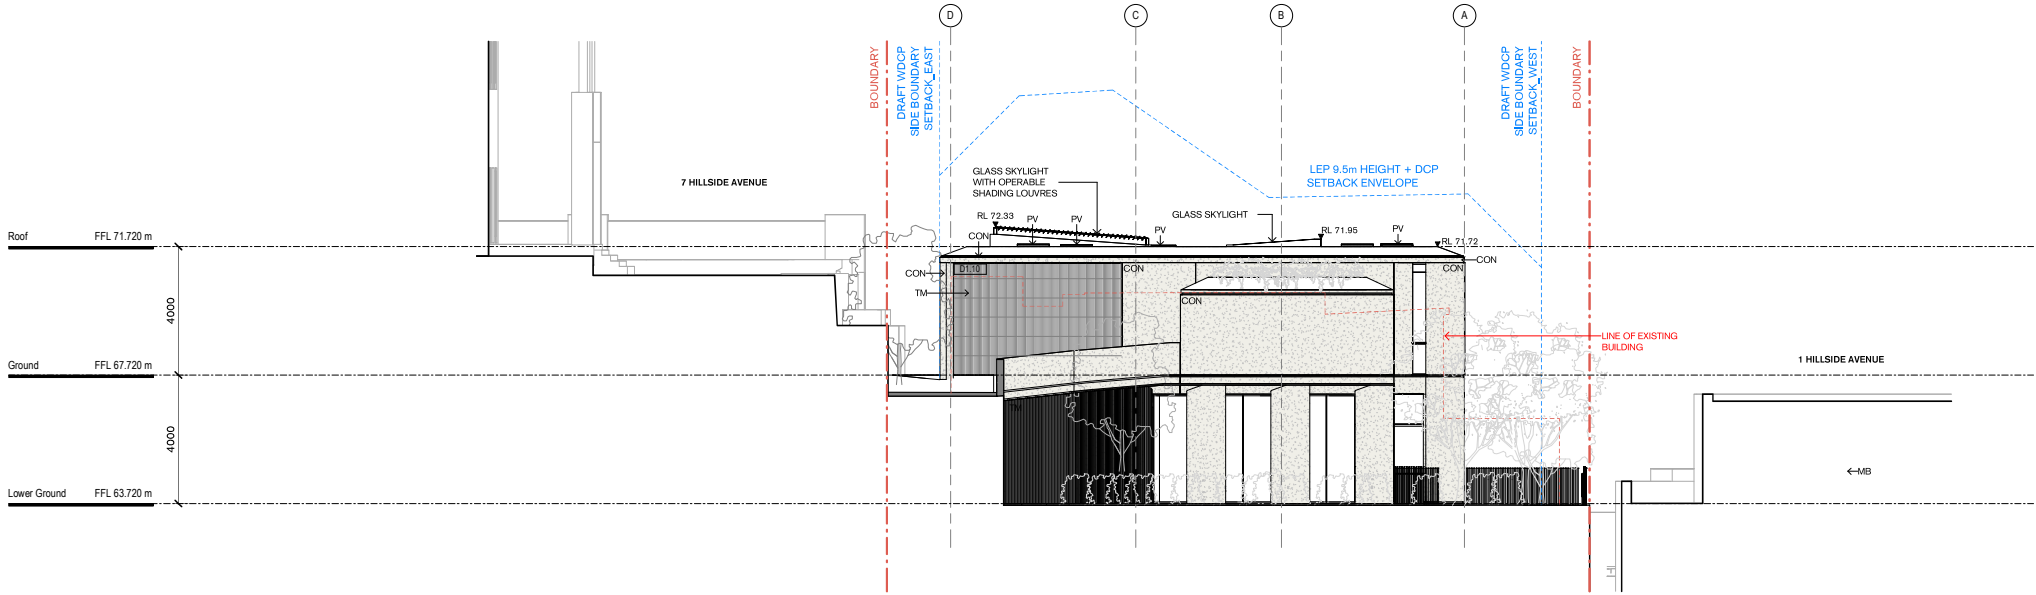 D
C
B
A
BOUNDARY
DRAFT WDCP
SIDE BOUNDARY
SETBACK_EAST
DRAFT WDCP
SIDE BOUNDARY
SETBACK_WEST
BOUNDARY
7 HILLSIDE AVENUE
GLASS SKYLIGHT
WITH OPERABLE
SHADING LOUVRES
LEP 9.5m HEIGHT + DCP
SETBACK ENVELOPE
RL 72.33
PV
PV
PV
GLASS SKYLIGHT
RL 71.95
PV
RL 71.72
Roof
FFL 71.720 m
CON
CON
D1.10
CON
CON
CON
TM
CON
4000
LINE OF EXISTING
BUILDING
1 HILLSIDE AVENUE
Ground
FFL 67.720 m
TM
4000
MB
Lower Ground
FFL 63.720 m